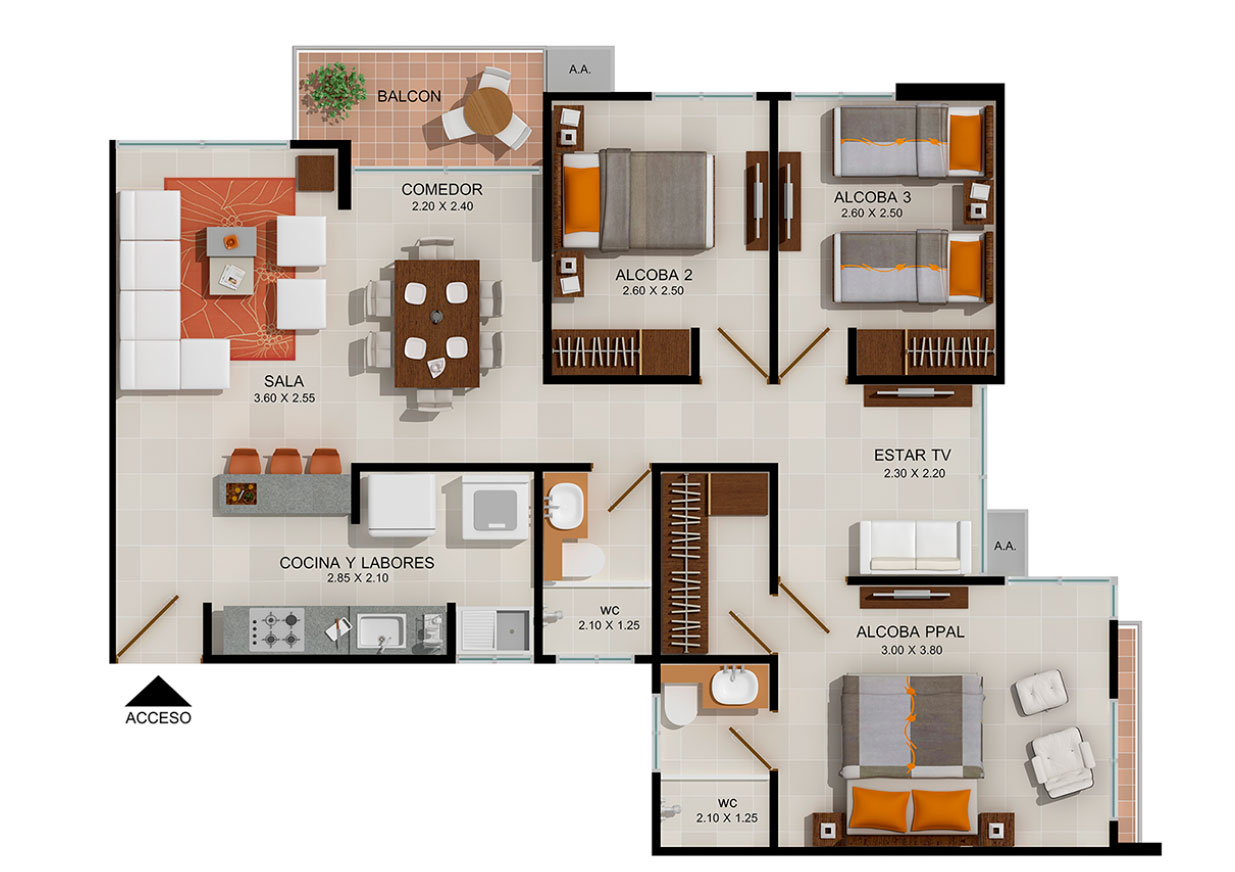 A.A.
BALCON
COMEDOR
2.20 X 2.40
ALCOBA 3
2.60 X 2.50
ALCOBA 2
2.60 X 2.50
SALA
3.60 X 2.55
ESTAR TV
2.30 X 2.20
A.A.
COCINA Y LABORES
2.85 X 2.10
WC
2.10 X 1.25
ALCOBA PPAL
3.00 X 3.80
ACCESO
WC
2.10 X 1.25